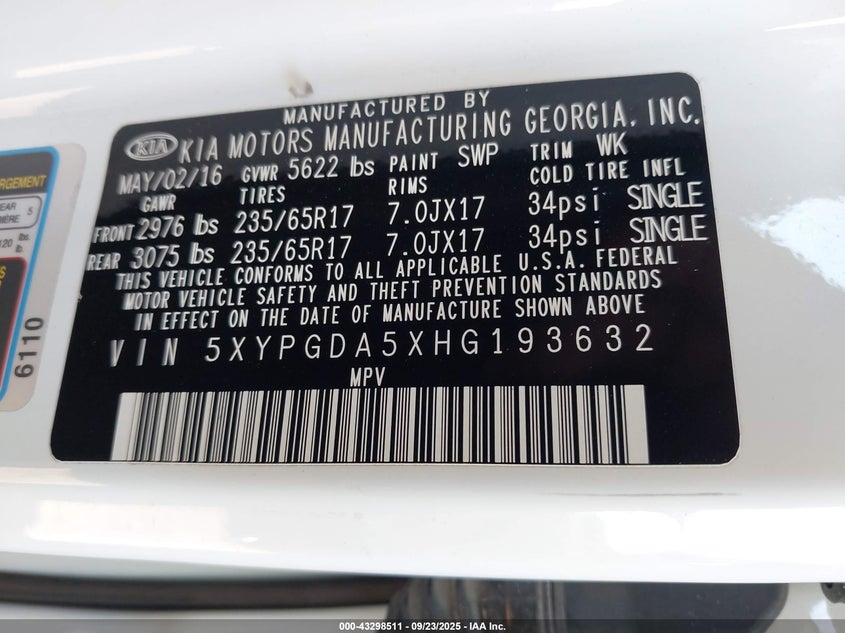 MANUFACTURED BY
KIA KIA MOTORS MANUFACTURING GEORGIA, INC.
MAY/02/16 GVWR 5622 lbs PAINT SWP TRIM WK
GAWR TIRES RIMS COLD TIRE INFL
FRONT 2976 lbs 235/65R17 7.0JX17 34psi SINGLE
REAR 3075 lbs 235/65R17 7.0JX17 34psi SINGLE
THIS VEHICLE CONFORMS TO ALL APPLICABLE U.S.A. FEDERAL
MOTOR VEHICLE SAFETY AND THEFT PREVENTION STANDARDS
IN EFFECT ON THE DATE OF MANUFACTURE SHOWN ABOVE
VIN 5XYPGDA5XHG193632
MPV
6110
000-43298511 - 09/23/2025 - IAA Inc.